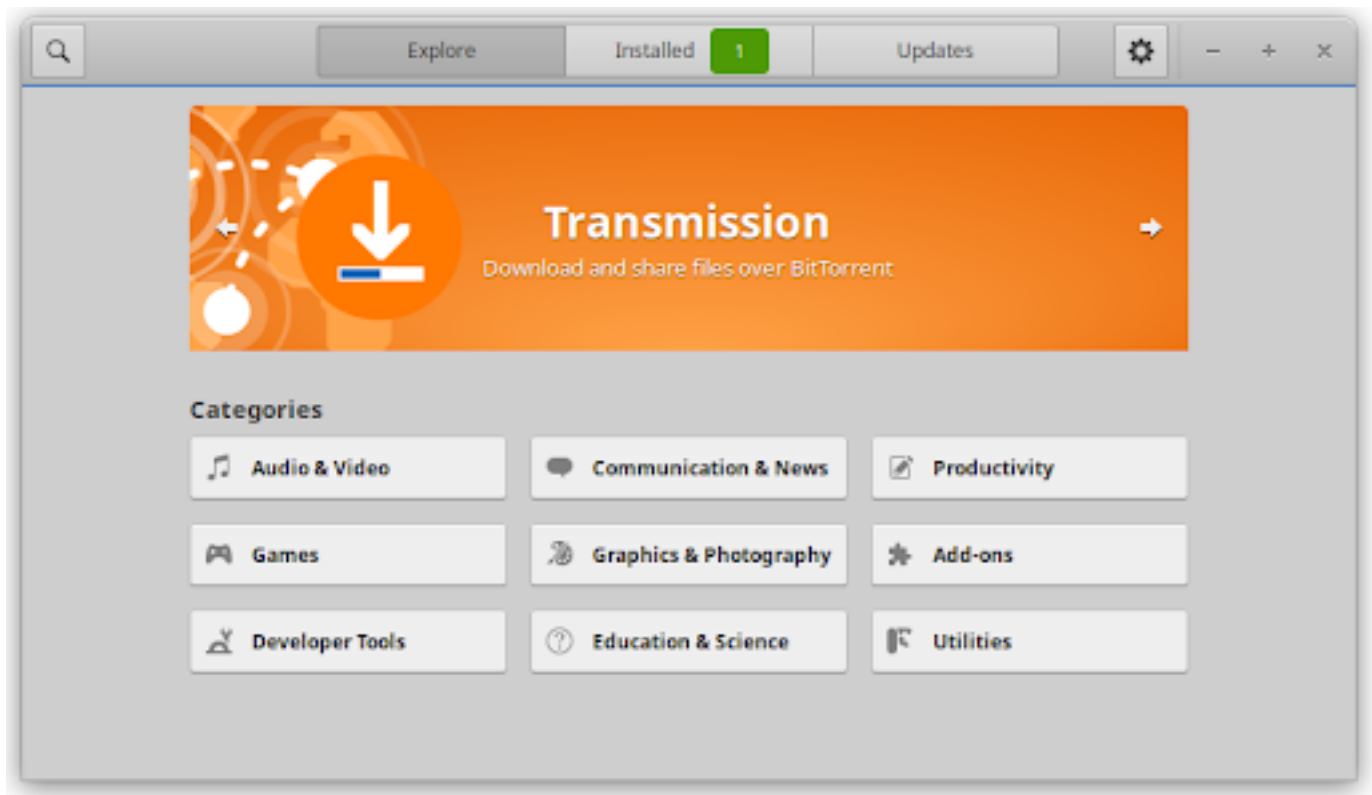 Explore Installed 1 Updates
Transmission
Download and share files over BitTorrent
Categories
Audio & Video Communication & News Productivity
Games Graphics & Photography Add-ons
Developer Tools Education & Science Utilities